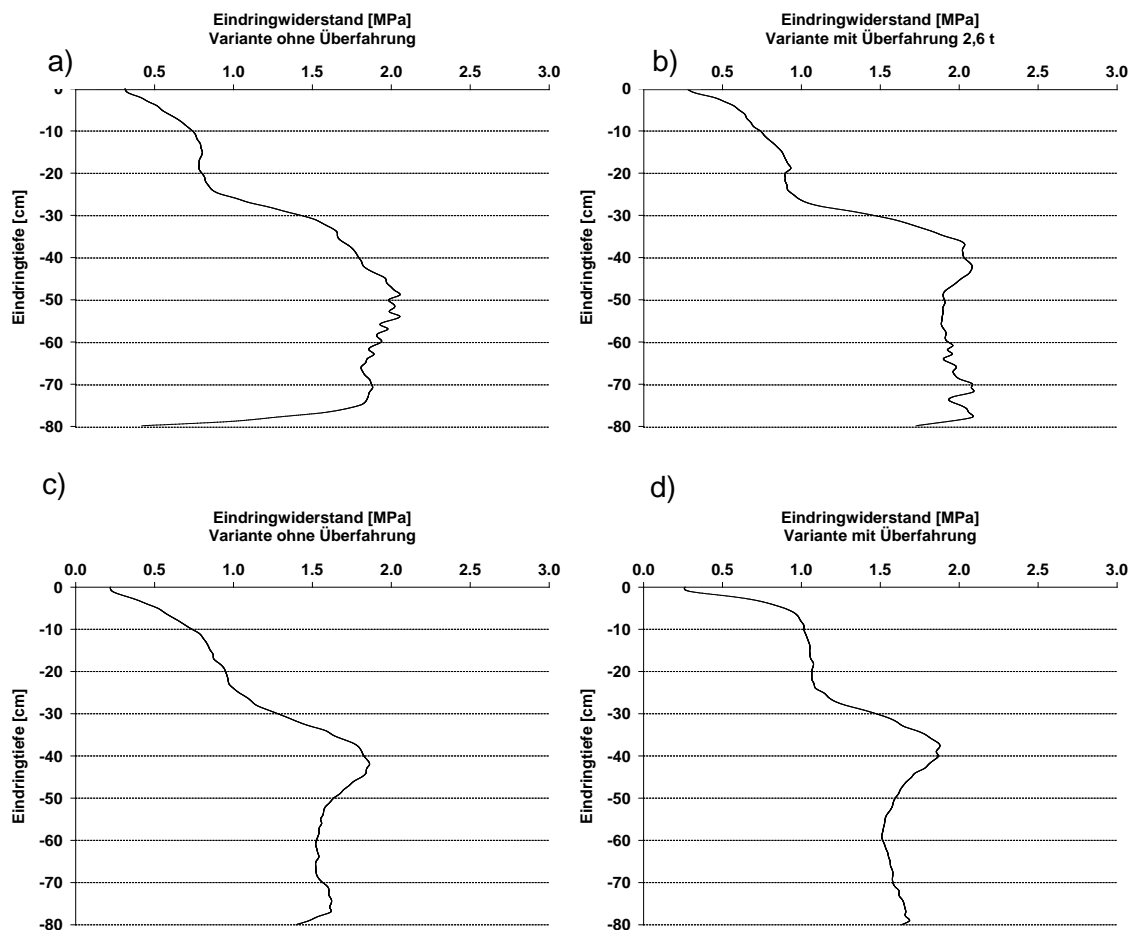 Eindringwiderstand [MPa]
Variante ohne Überfahrung
a)
0.5 1.0 1.5 2.0 2.5 3.0
0
-10
-20
-30
-40
-50
-60
-70
-80
Eindringtiefe [cm]
Eindringwiderstand [MPa]
Variante mit Überfahrung 2,6 t
b)
0.5 1.0 1.5 2.0 2.5 3.0
0
-10
-20
-30
-40
-50
-60
-70
-80
Eindringtiefe [cm]
c)
Eindringwiderstand [MPa]
Variante ohne Überfahrung
0.0 0.5 1.0 1.5 2.0 2.5 3.0
0
-10
-20
-30
-40
-50
-60
-70
-80
Eindringtiefe [cm]
d)
Eindringwiderstand [MPa]
Variante mit Überfahrung
0.0 0.5 1.0 1.5 2.0 2.5 3.0
0
-10
-20
-30
-40
-50
-60
-70
-80
Eindringtiefe [cm]